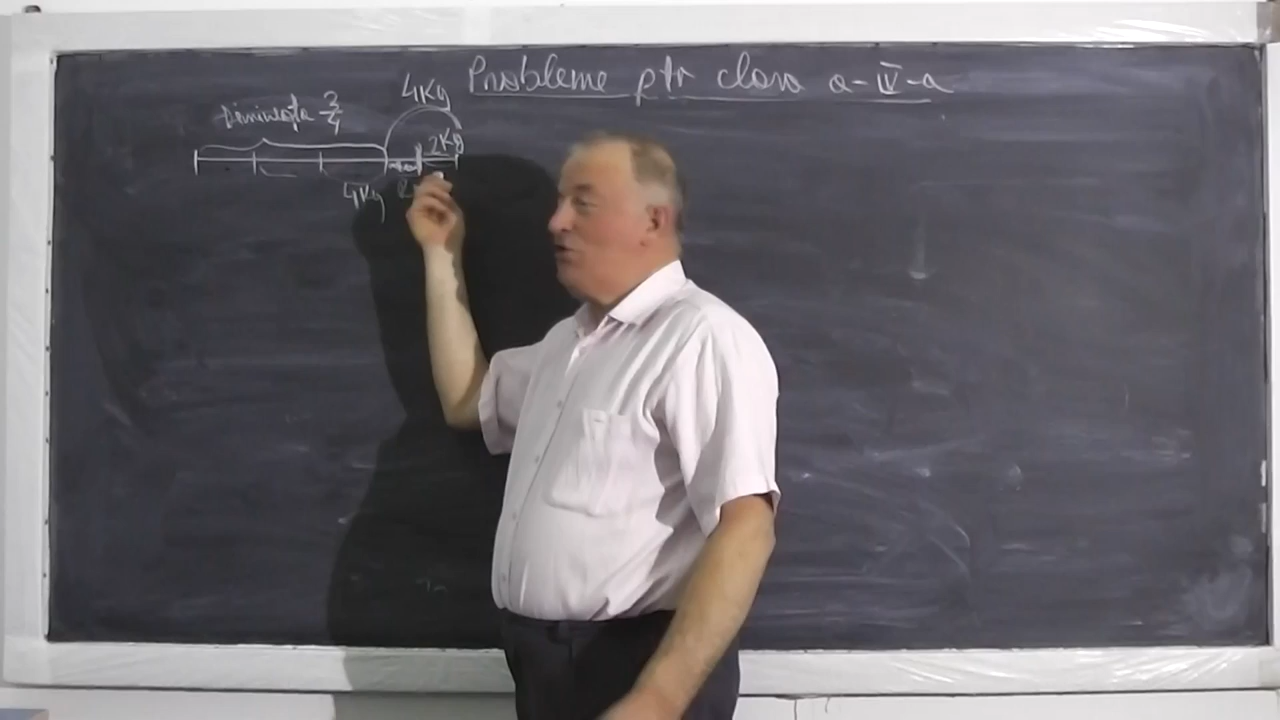 Probleme ptr clasa a-IV-a
4Kg
Dimineața 3/4
2Kg
4Kg